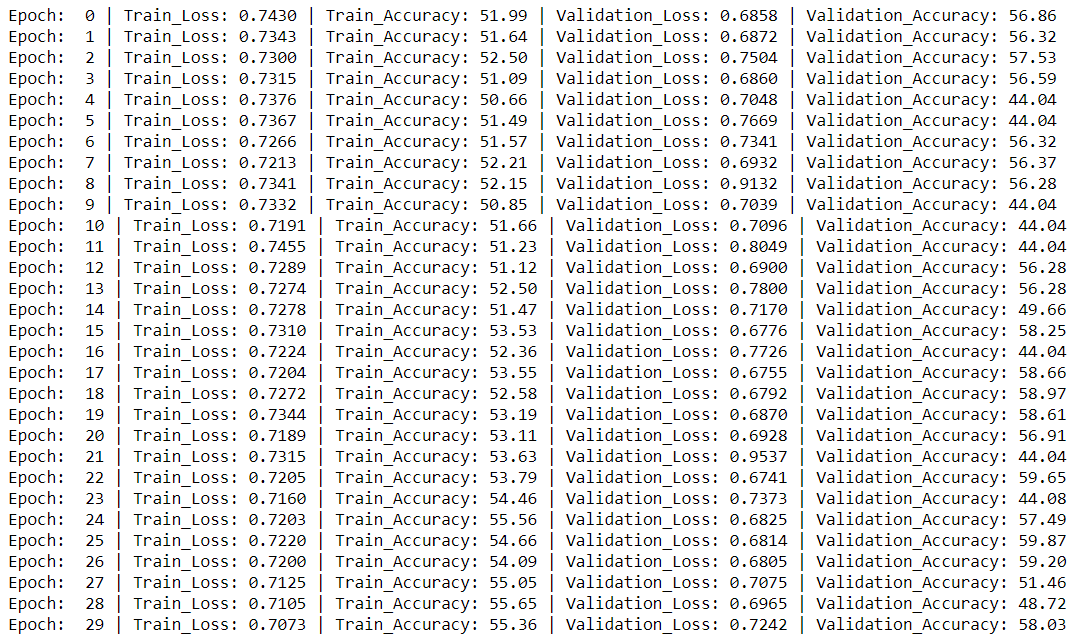 Epoch:  0 | Train_Loss: 0.7430 | Train_Accuracy: 51.99 | Validation_Loss: 0.6858 | Validation_Accuracy: 56.86
Epoch:  1 | Train_Loss: 0.7343 | Train_Accuracy: 51.64 | Validation_Loss: 0.6872 | Validation_Accuracy: 56.32
Epoch:  2 | Train_Loss: 0.7300 | Train_Accuracy: 52.50 | Validation_Loss: 0.7504 | Validation_Accuracy: 57.53
Epoch:  3 | Train_Loss: 0.7315 | Train_Accuracy: 51.09 | Validation_Loss: 0.6860 | Validation_Accuracy: 56.59
Epoch:  4 | Train_Loss: 0.7376 | Train_Accuracy: 50.66 | Validation_Loss: 0.7048 | Validation_Accuracy: 44.04
Epoch:  5 | Train_Loss: 0.7367 | Train_Accuracy: 51.49 | Validation_Loss: 0.7669 | Validation_Accuracy: 44.04
Epoch:  6 | Train_Loss: 0.7266 | Train_Accuracy: 51.57 | Validation_Loss: 0.7341 | Validation_Accuracy: 56.32
Epoch:  7 | Train_Loss: 0.7213 | Train_Accuracy: 52.21 | Validation_Loss: 0.6932 | Validation_Accuracy: 56.37
Epoch:  8 | Train_Loss: 0.7341 | Train_Accuracy: 52.15 | Validation_Loss: 0.9132 | Validation_Accuracy: 56.28
Epoch:  9 | Train_Loss: 0.7332 | Train_Accuracy: 50.85 | Validation_Loss: 0.7039 | Validation_Accuracy: 44.04
Epoch:  10 | Train_Loss: 0.7191 | Train_Accuracy: 51.66 | Validation_Loss: 0.7096 | Validation_Accuracy: 44.04
Epoch:  11 | Train_Loss: 0.7455 | Train_Accuracy: 51.23 | Validation_Loss: 0.8049 | Validation_Accuracy: 44.04
Epoch:  12 | Train_Loss: 0.7289 | Train_Accuracy: 51.12 | Validation_Loss: 0.6900 | Validation_Accuracy: 56.28
Epoch:  13 | Train_Loss: 0.7274 | Train_Accuracy: 52.50 | Validation_Loss: 0.7800 | Validation_Accuracy: 56.28
Epoch:  14 | Train_Loss: 0.7278 | Train_Accuracy: 51.47 | Validation_Loss: 0.7170 | Validation_Accuracy: 49.66
Epoch:  15 | Train_Loss: 0.7310 | Train_Accuracy: 53.53 | Validation_Loss: 0.6776 | Validation_Accuracy: 58.25
Epoch:  16 | Train_Loss: 0.7224 | Train_Accuracy: 52.36 | Validation_Loss: 0.7726 | Validation_Accuracy: 44.04
Epoch:  17 | Train_Loss: 0.7204 | Train_Accuracy: 53.55 | Validation_Loss: 0.6755 | Validation_Accuracy: 58.66
Epoch:  18 | Train_Loss: 0.7272 | Train_Accuracy: 52.58 | Validation_Loss: 0.6792 | Validation_Accuracy: 58.97
Epoch:  19 | Train_Loss: 0.7344 | Train_Accuracy: 53.19 | Validation_Loss: 0.6870 | Validation_Accuracy: 58.61
Epoch:  20 | Train_Loss: 0.7189 | Train_Accuracy: 53.11 | Validation_Loss: 0.6928 | Validation_Accuracy: 56.91
Epoch:  21 | Train_Loss: 0.7315 | Train_Accuracy: 53.63 | Validation_Loss: 0.9537 | Validation_Accuracy: 44.04
Epoch:  22 | Train_Loss: 0.7205 | Train_Accuracy: 53.79 | Validation_Loss: 0.6741 | Validation_Accuracy: 59.65
Epoch:  23 | Train_Loss: 0.7160 | Train_Accuracy: 54.46 | Validation_Loss: 0.7373 | Validation_Accuracy: 44.08
Epoch:  24 | Train_Loss: 0.7203 | Train_Accuracy: 55.56 | Validation_Loss: 0.6825 | Validation_Accuracy: 57.49
Epoch:  25 | Train_Loss: 0.7220 | Train_Accuracy: 54.66 | Validation_Loss: 0.6814 | Validation_Accuracy: 59.87
Epoch:  26 | Train_Loss: 0.7200 | Train_Accuracy: 54.09 | Validation_Loss: 0.6805 | Validation_Accuracy: 59.20
Epoch:  27 | Train_Loss: 0.7125 | Train_Accuracy: 55.05 | Validation_Loss: 0.7075 | Validation_Accuracy: 51.46
Epoch:  28 | Train_Loss: 0.7105 | Train_Accuracy: 55.65 | Validation_Loss: 0.6965 | Validation_Accuracy: 48.72
Epoch:  29 | Train_Loss: 0.7073 | Train_Accuracy: 55.36 | Validation_Loss: 0.7242 | Validation_Accuracy: 58.03